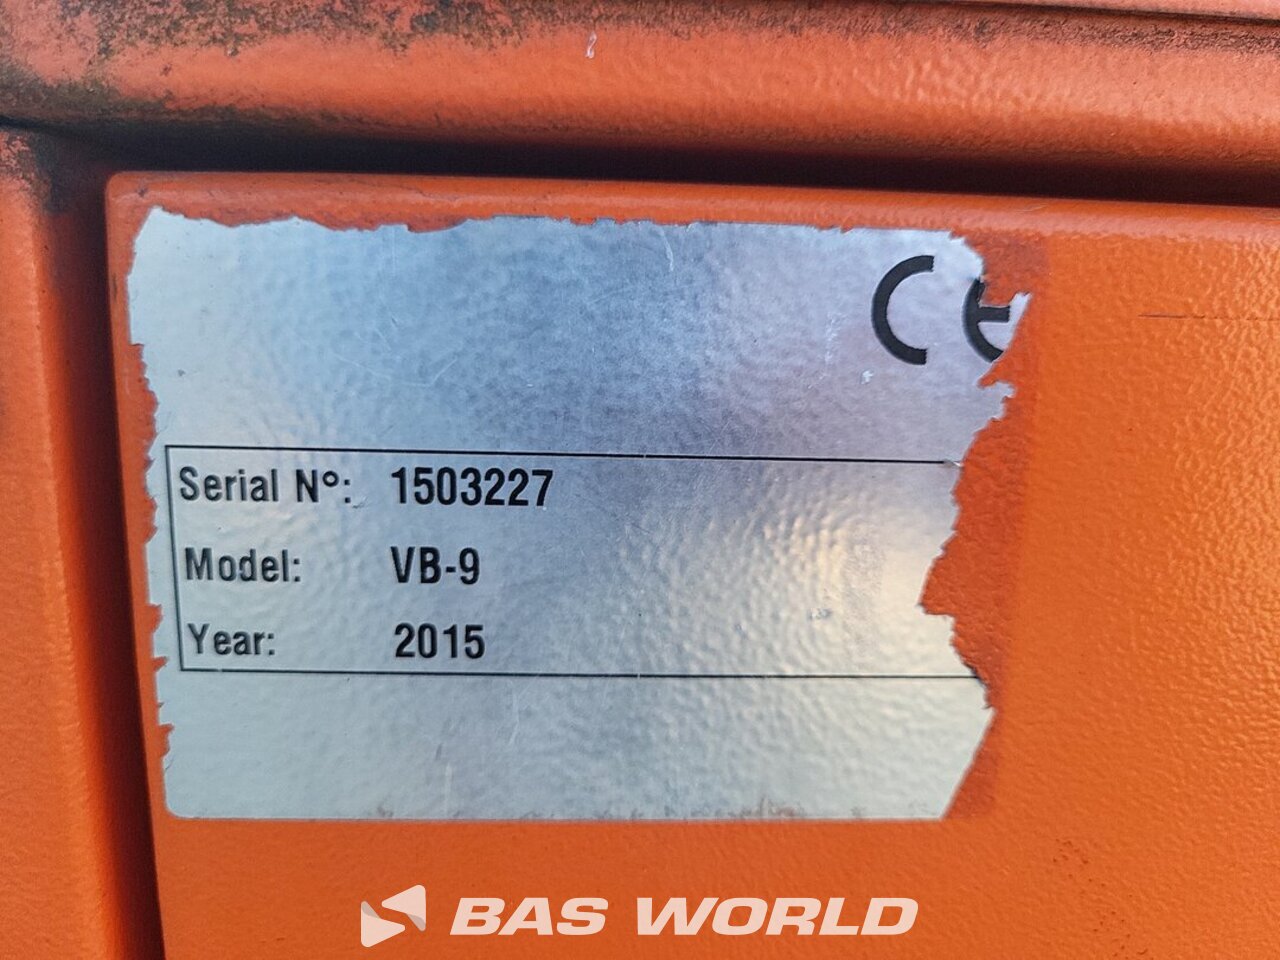 CE
Serial N°: 1503227
Model: VB-9
Year: 2015
BAS WORLD